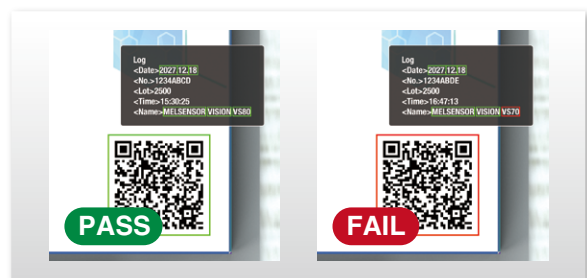 Log
<Date>2027.12.18
<No.>1234ABCD
<Lot>2500
<Time>15:30:25
<Name>MELSENSOR VISION VS80
PASS
Log
<Date>2027.12.18
<No.>1234ABDE
<Lot>2500
<Time>16:47:13
<Name>MELSENSOR VISION VS70
FAIL